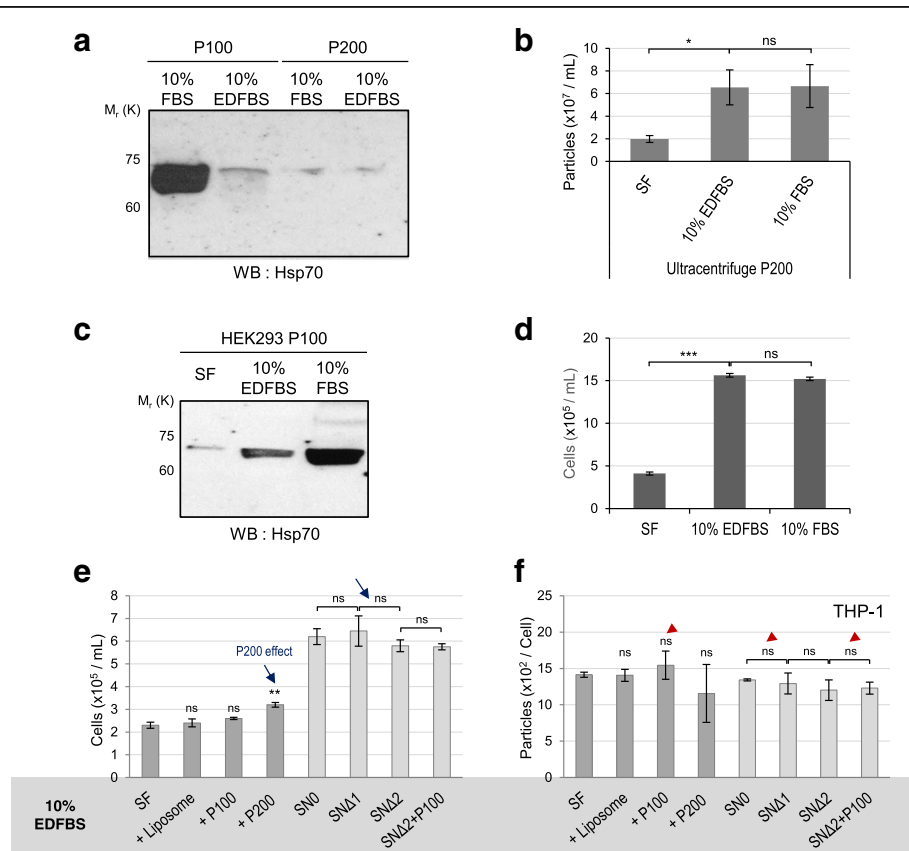 a
P100 P200
10% FBS 10% EDFBS 10% FBS 10% EDFBS
Mr (K)
75
60
WB : Hsp70
b
Particles (x10⁷ / mL)
10
8
6
4
2
0
* ns
SF 10% EDFBS 10% FBS
Ultracentrifuge P200
c
HEK293 P100
SF 10% EDFBS 10% FBS
Mr (K)
75
60
WB : Hsp70
d
Cells (x10⁵ / mL)
20
15
10
5
0
*** ns
SF 10% EDFBS 10% FBS
e
Cells (x10⁵ / mL)
8
7
6
5
4
3
2
1
0
ns ns
ns
P200 effect
ns ns **
SF + Liposome + P100 + P200 SN0 SNΔ1 SNΔ2 SNΔ2+P100
f
THP-1
Particles (x10² / Cell)
25
20
15
10
5
0
ns ns ns ns ns ns
SF + Liposome + P100 + P200 SN0 SNΔ1 SNΔ2 SNΔ2+P100
10%
EDFBS